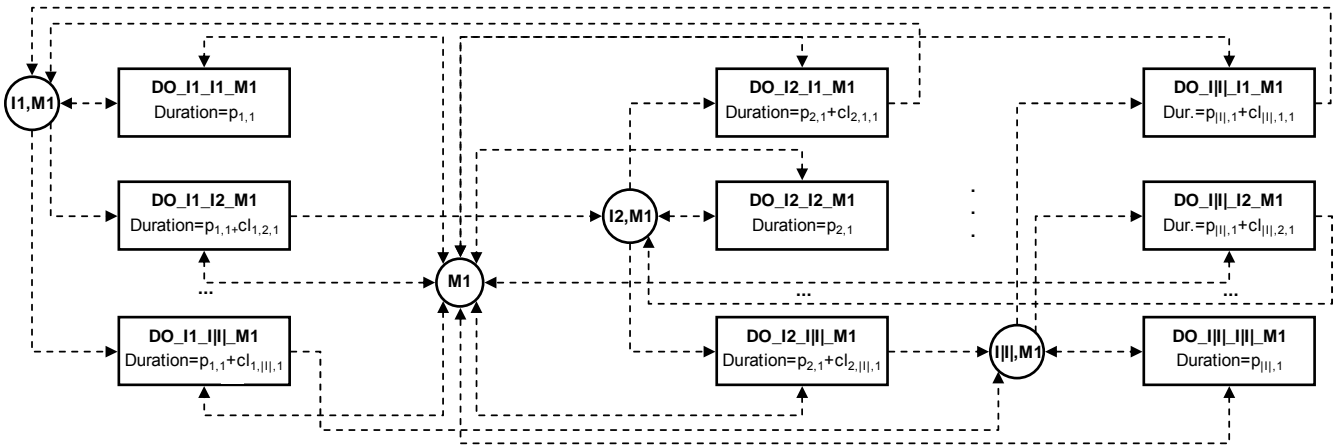 I1,M1
DO_I1_I1_M1
Duration=p1,1
DO_I2_I1_M1
Duration=p2,1+cl2,1,1
DO_I|I|_I1_M1
Dur.=p|I|,1+cl|I|,1,1
DO_I1_I2_M1
Duration=p1,1+cl1,2,1
I2,M1
DO_I2_I2_M1
Duration=p2,1
.
.
.
DO_I|I|_I2_M1
Dur.=p|I|,1+cl|I|,2,1
...
M1
...
...
DO_I1_I|I|_M1
Duration=p1,1+cl1,|I|,1
DO_I2_I|I|_M1
Duration=p2,1+cl2,|I|,1
I|I|,M1
DO_I|I|_I|I|_M1
Duration=p|I|,1